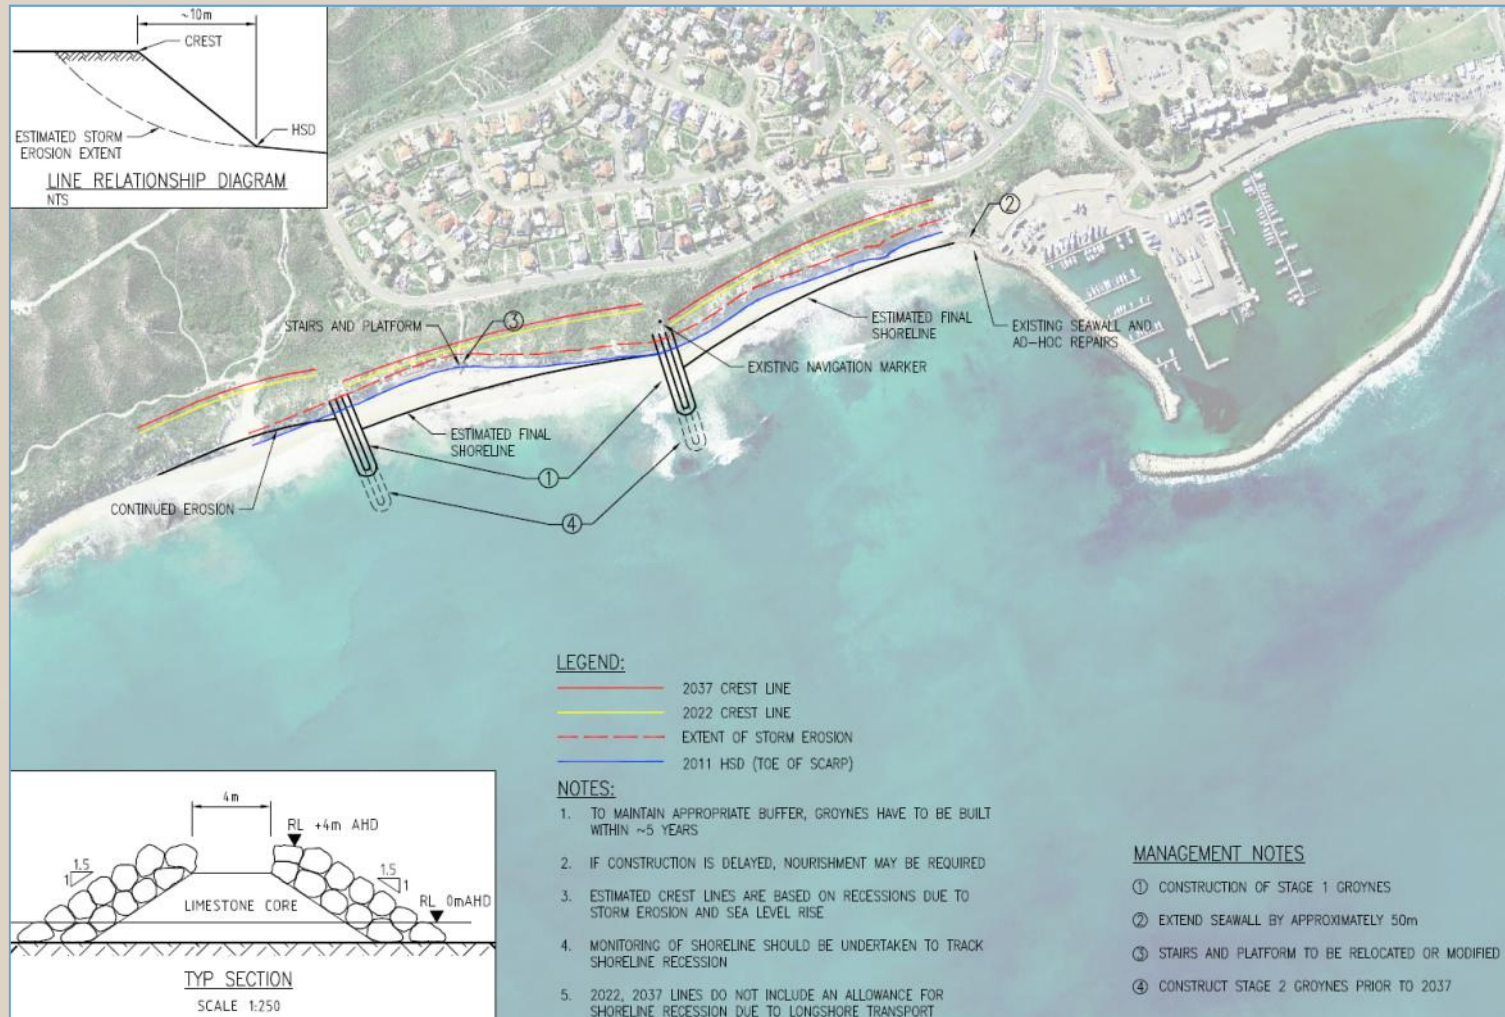 ~10m
CREST
HSD
ESTIMATED STORM
EROSION EXTENT
LINE RELATIONSHIP DIAGRAM
NTS
②
STAIRS AND PLATFORM
③
ESTIMATED FINAL
SHORELINE
EXISTING SEAWALL AND
AD-HOC REPAIRS
EXISTING NAVIGATION MARKER
ESTIMATED FINAL
SHORELINE
①
CONTINUED EROSION
④
LEGEND:
2037 CREST LINE
2022 CREST LINE
EXTENT OF STORM EROSION
2011 HSD (TOE OF SCARP)
NOTES:
1. TO MAINTAIN APPROPRIATE BUFFER, GROYNES HAVE TO BE BUILT
WITHIN ~5 YEARS
2. IF CONSTRUCTION IS DELAYED, NOURISHMENT MAY BE REQUIRED
3. ESTIMATED CREST LINES ARE BASED ON RECESSIONS DUE TO
STORM EROSION AND SEA LEVEL RISE
4. MONITORING OF SHORELINE SHOULD BE UNDERTAKEN TO TRACK
SHORELINE RECESSION
5. 2022, 2037 LINES DO NOT INCLUDE AN ALLOWANCE FOR
SHORELINE RECESSION DUE TO LONGSHORE TRANSPORT
MANAGEMENT NOTES
① CONSTRUCTION OF STAGE 1 GROYNES
② EXTEND SEAWALL BY APPROXIMATELY 50m
③ STAIRS AND PLATFORM TO BE RELOCATED OR MODIFIED
④ CONSTRUCT STAGE 2 GROYNES PRIOR TO 2037
4m
RL +4m AHD
1.5
1
1.5
1
RL 0mAHD
LIMESTONE CORE
TYP SECTION
SCALE 1:250